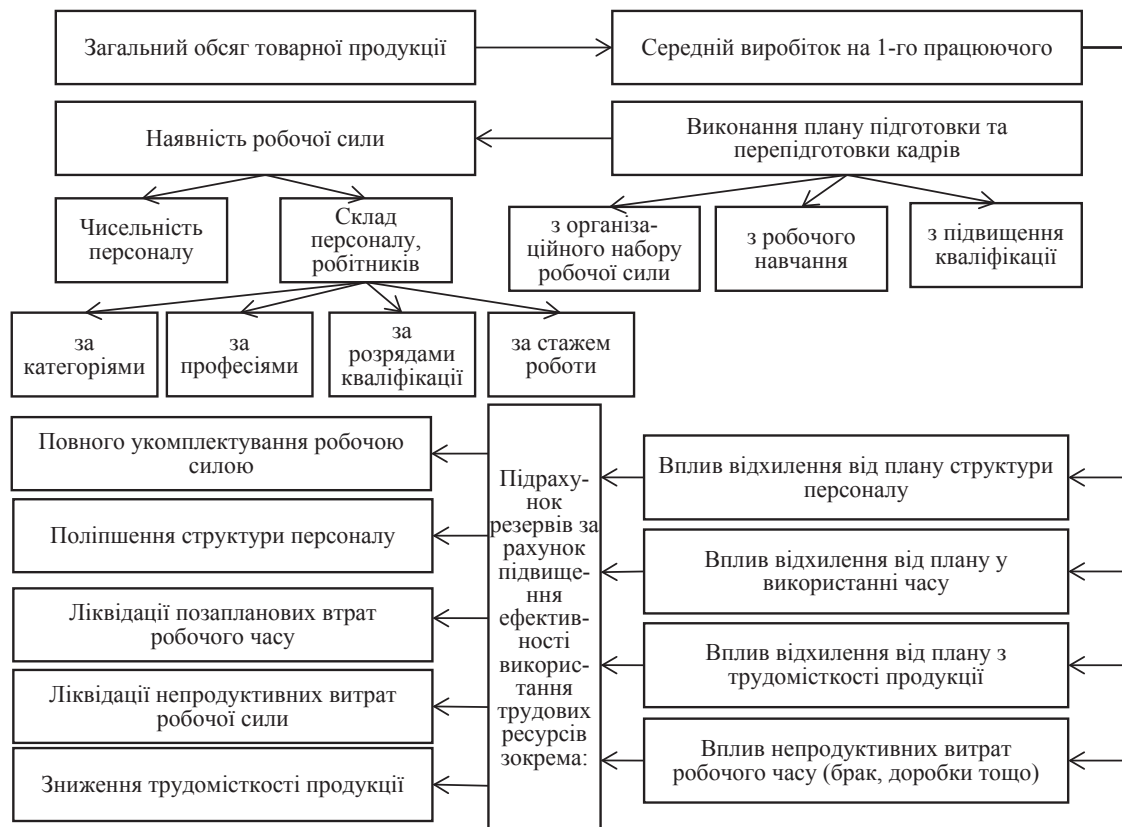 Загальний обсяг товарної продукції
Середній виробіток на 1-го працюючого
Наявність робочої сили
Виконання плану підготовки та
перепідготовки кадрів
Чисельність
персоналу
Склад
персоналу,
робітників
з організа-
ційного набору
робочої сили
з робочого
навчання
з підвищення
кваліфікації
за
категоріями
за
професіями
за
розрядами
кваліфікації
за стажем
роботи
Повного укомплектування робочою
силою
Поліпшення структури персоналу
Ліквідації позапланових втрат
робочого часу
Ліквідації непродуктивних витрат
робочої сили
Зниження трудомісткості продукції
Підраху-
нок
резервів за
рахунок
підвище-
ння
ефектив-
ності
викорис-
тання
трудових
ресурсів
зокрема:
Вплив відхилення від плану структури
персоналу
Вплив відхилення від плану у
використанні часу
Вплив відхилення від плану з
трудомісткості продукції
Вплив непродуктивних витрат
робочого часу (брак, доробки тощо)